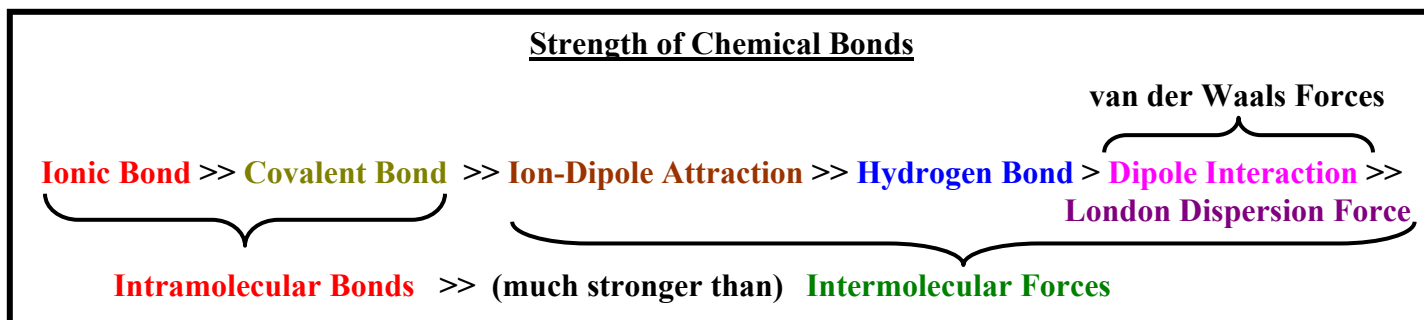 Strength of Chemical Bonds
van der Waals Forces
Ionic Bond >> Covalent Bond >> Ion-Dipole Attraction >> Hydrogen Bond > Dipole Interaction >>
London Dispersion Force
Intramolecular Bonds >> (much stronger than) Intermolecular Forces